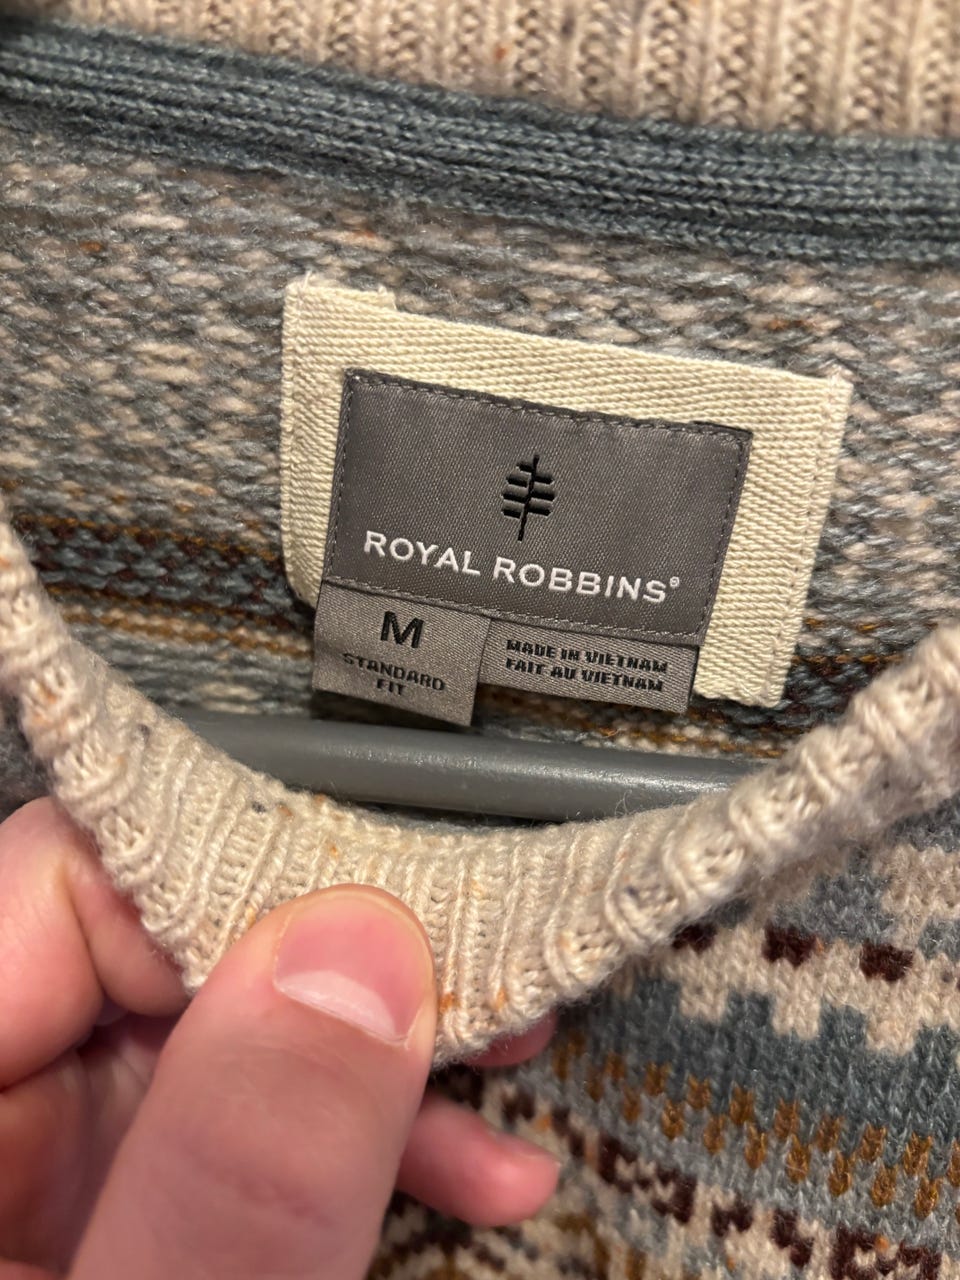 ROYAL ROBBINS®
M
STANDARD
FIT
MADE IN VIETNAM
FAIT AU VIETNAM